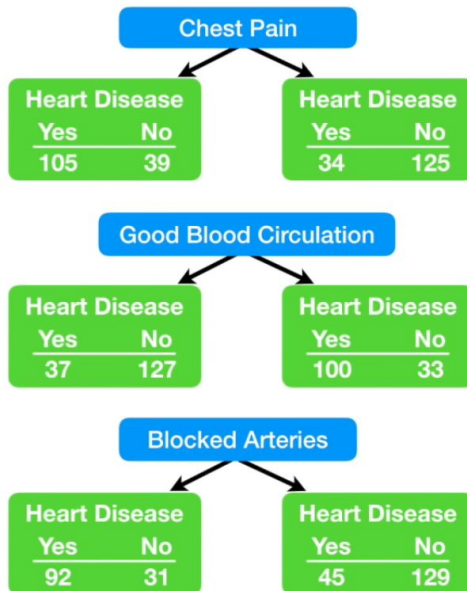 Chest Pain
Heart Disease Heart Disease
Yes No Yes No
105 39 34 125
Good Blood Circulation
Heart Disease Heart Disease
Yes No Yes No
37 127 100 33
Blocked Arteries
Heart Disease Heart Disease
Yes No Yes No
92 31 45 129